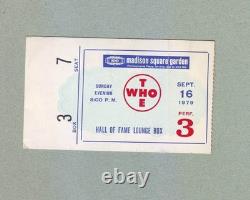 7
SEAT
3
BOX
madison square garden
SUNDAY
EVENING
8:00 P.M.
THE
WHO
SEPT.
16
1979
PERF.
3
HALL OF FAME LOUNGE BOX